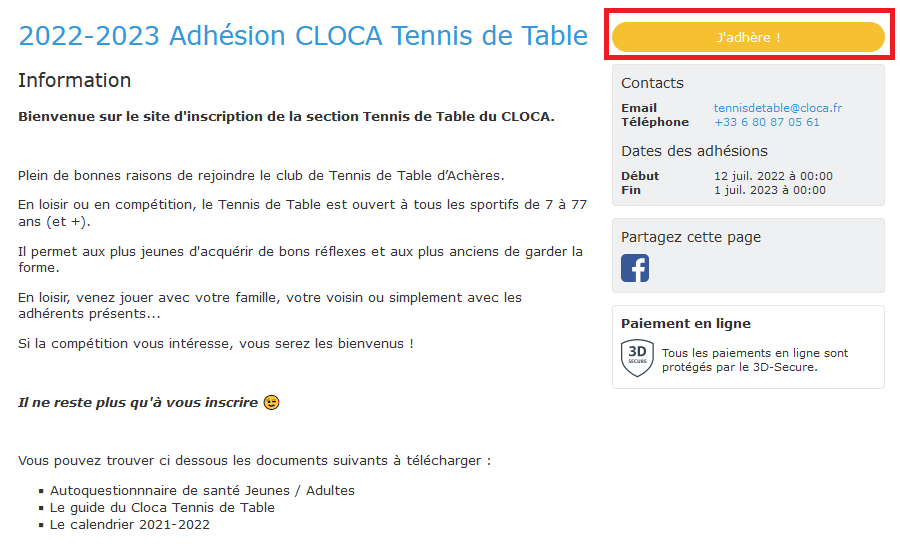 2022-2023 Adhésion CLOCA Tennis de Table
Information
Bienvenue sur le site d'inscription de la section Tennis de Table du CLOCA.
Plein de bonnes raisons de rejoindre le club de Tennis de Table d’Achères.
En loisir ou en compétition, le Tennis de Table est ouvert à tous les sportifs de 7 à 77
ans (et +).
Il permet aux plus jeunes d'acquérir de bons réflexes et aux plus anciens de garder la
forme.
En loisir, venez jouer avec votre famille, votre voisin ou simplement avec les
adhérents présents...
Si la compétition vous intéresse, vous serez les bienvenus !
Il ne reste plus qu'à vous inscrire 😉
Vous pouvez trouver ci dessous les documents suivants à télécharger :
▪ Autoquestionnnaire de santé Jeunes / Adultes
▪ Le guide du Cloca Tennis de Table
▪ Le calendrier 2021-2022
J'adhère !
Contacts
Email tennisdetable@cloca.fr
Téléphone +33 6 80 87 05 61
Dates des adhésions
Début 12 juil. 2022 à 00:00
Fin 1 juil. 2023 à 00:00
Partagez cette page
Paiement en ligne
3D
SECURE
Tous les paiements en ligne sont
protégés par le 3D-Secure.